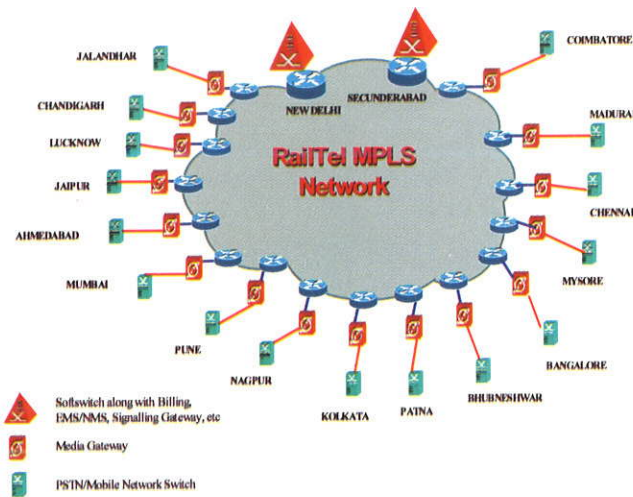 COIMBATORE
JALANDHAR
NEW DELHI
SECUNDERABAD
CHANDIGARH
MADURAI
LUCKNOW
RailTel MPLS
Network
JAIPUR
CHENNAI
AHMEDABAD
MYSORE
MUMBAI
PUNE
BANGALORE
NAGPUR
BHUBNESHWAR
KOLKATA
PATNA
Softswitch along with Billing,
EMS/NMS, Signalling Gateway, etc
Media Gateway
PSTN/Mobile Network Switch